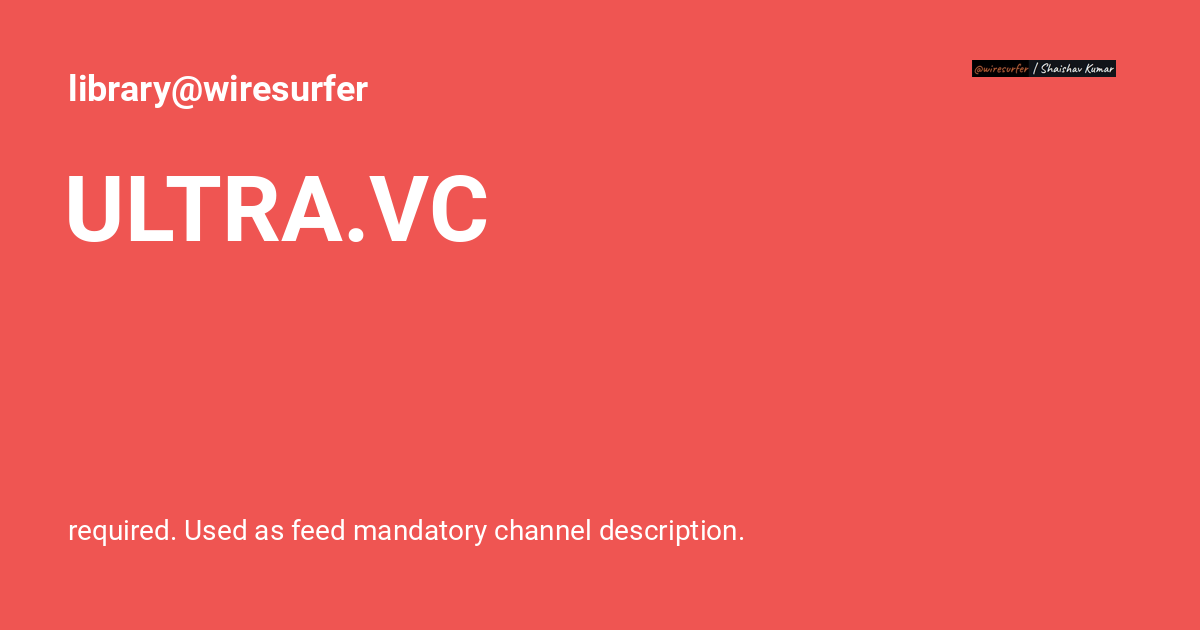 library@wiresurfer
@wiresurfer | Shaishav Kumar
ULTRA.VC
required. Used as feed mandatory channel description.